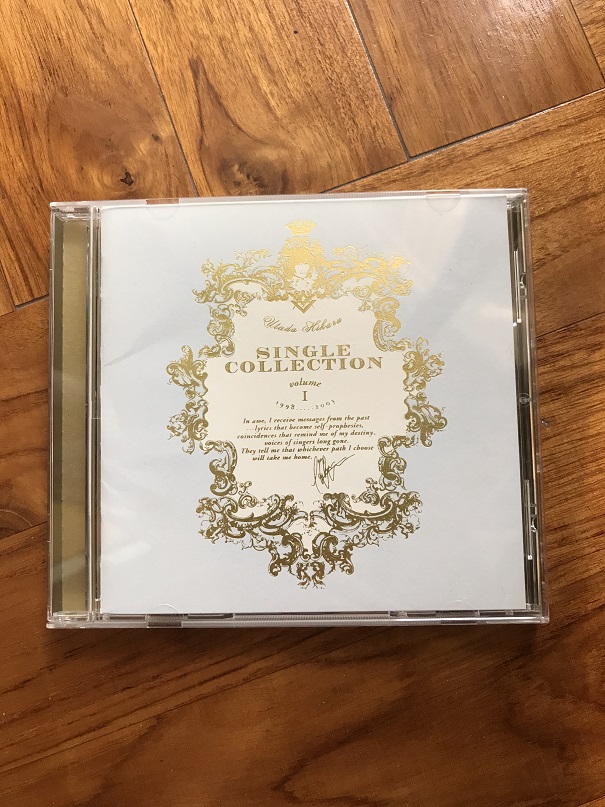 Utada Hikaru
SINGLE
COLLECTION
volume
I
1998.....2003
In awe, I receive messages from the past
...lyrics that become self-prophesies,
coincidences that remind me of my destiny,
voices of singers long gone.
They tell me that whichever path I choose
will take me home.